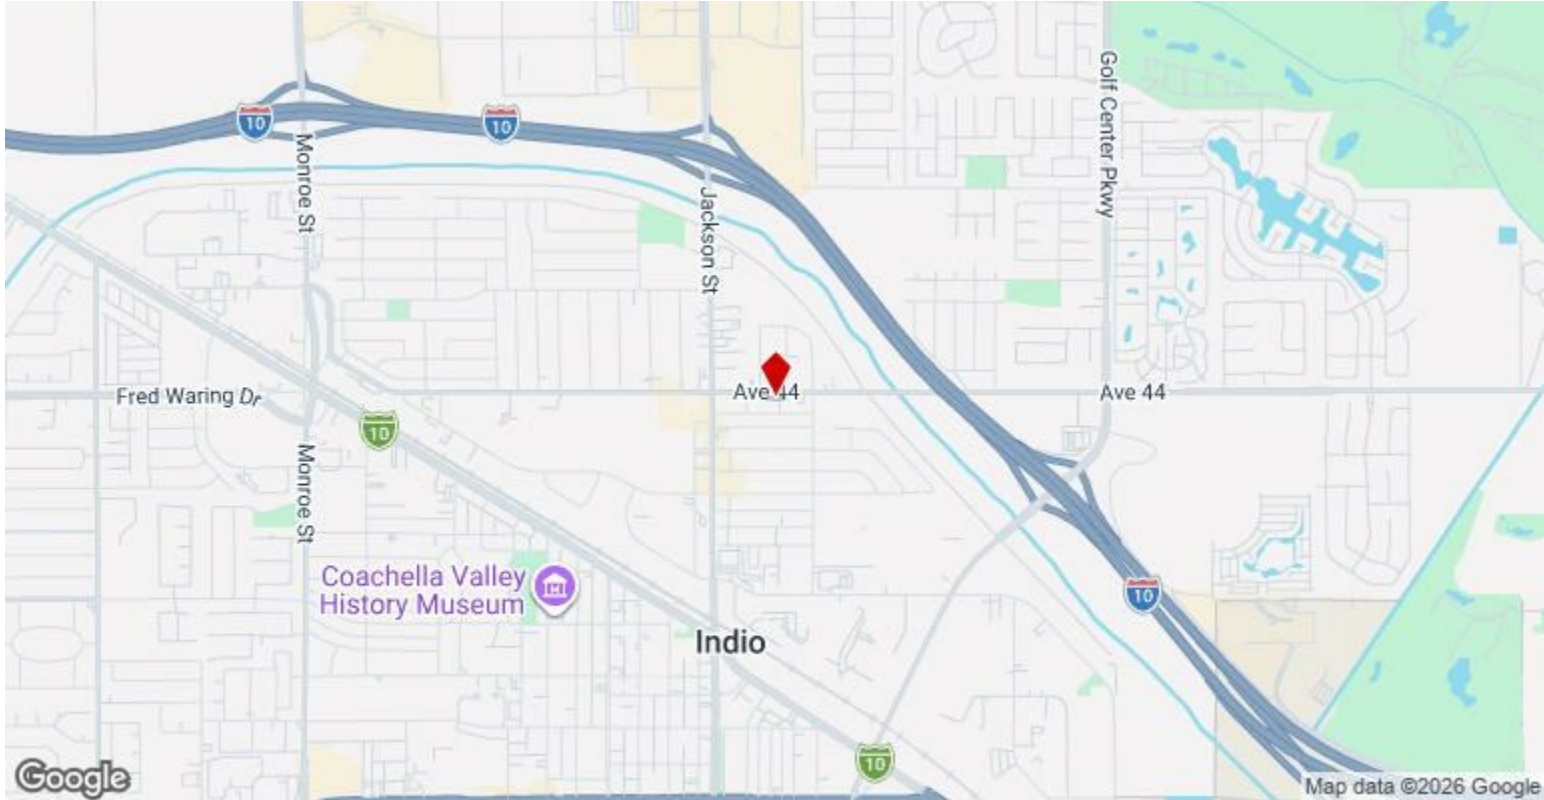 Golf Center Pkwy
10
10
Monroe St
Jackson St
Fred Waring Dr
Ave 44
Ave 44
10
Monroe St
Coachella Valley
History Museum
10
Indio
10
Google
Map data ©2026 Google